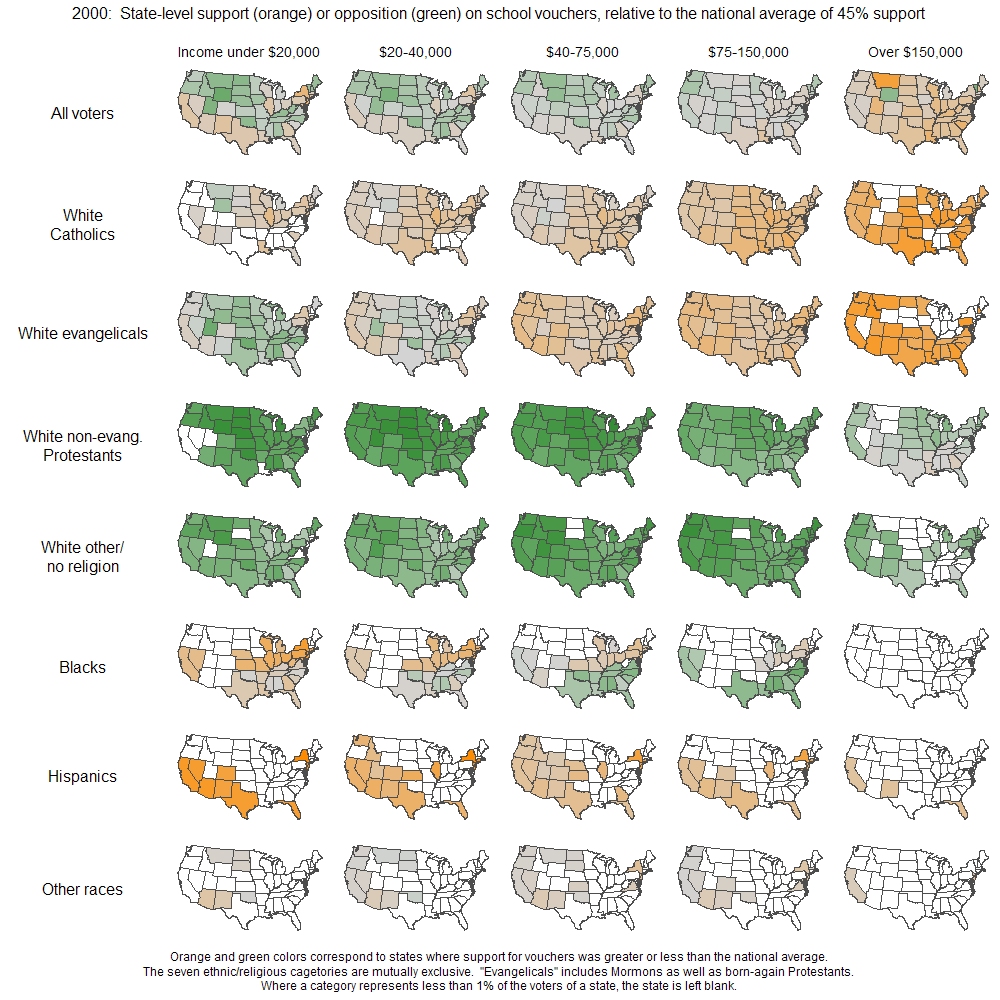 2000:  State-level support (orange) or opposition (green) on school vouchers, relative to the national average of 45% support
Income under $20,000
$20-40,000
$40-75,000
$75-150,000
Over $150,000
All voters
White
Catholics
White evangelicals
White non-evang.
Protestants
White other/
no religion
Blacks
Hispanics
Other races
Orange and green colors correspond to states where support for vouchers was greater or less than the national average.
The seven ethnic/religious cagetories are mutually exclusive.  "Evangelicals" includes Mormons as well as born-again Protestants.
Where a category represents less than 1% of the voters of a state, the state is left blank.